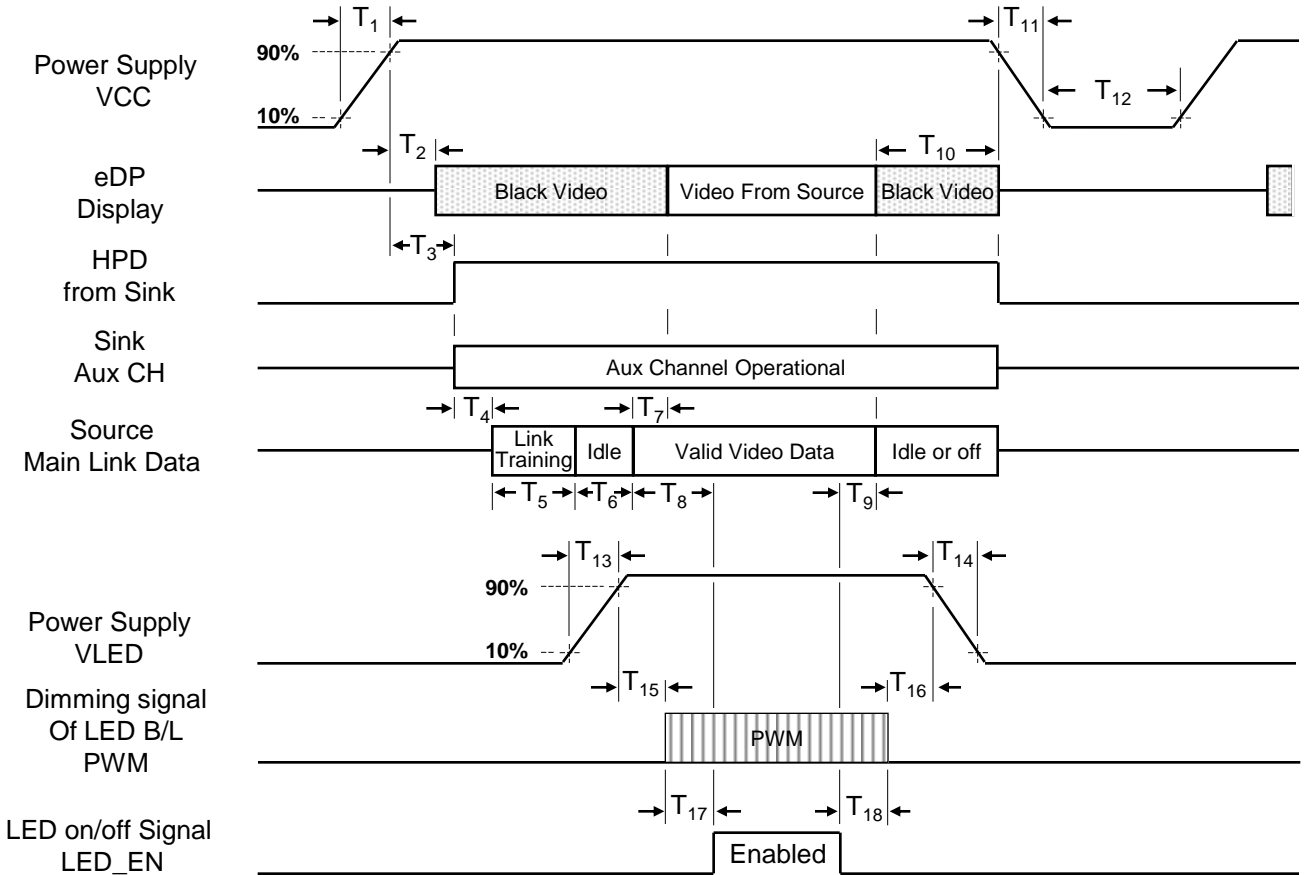 T1
T11
90%
Power Supply
VCC
T12
10%
T2
T10
eDP
Display
Black Video
Video From Source
Black Video
T3
HPD
from Sink
Sink
Aux CH
Aux Channel Operational
T4
T7
Source
Main Link Data
Link
Training
Idle
Valid Video Data
Idle or off
T5
T6
T8
T9
T13
T14
90%
Power Supply
VLED
10%
T15
T16
Dimming signal
Of LED B/L
PWM
PWM
T17
T18
LED on/off Signal
LED_EN
Enabled